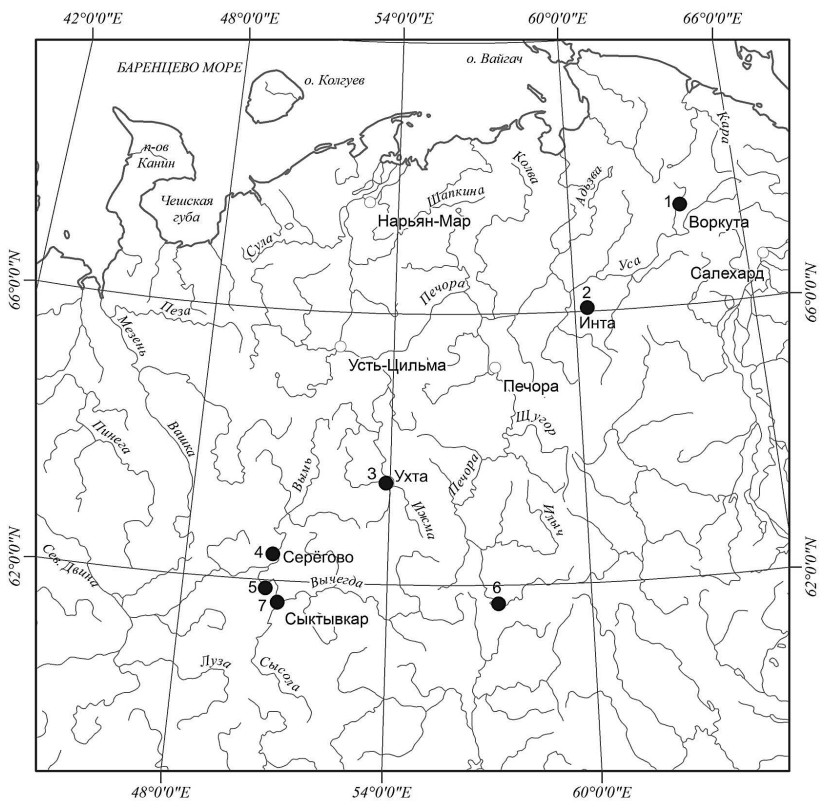 42°0'0"E
48°0'0"E
54°0'0"E
60°0'0"E
66°0'0"E
БАРЕНЦЕВО МОРЕ
о. Колгуев
о. Вайгач
п-ов
Канин
Чешская
губа
Кара
Колва
Адзьва
Шапкина
Нарьян-Мар
1
Воркута
Сула
Уса
Салехард
66°0'0"N
66°0'0"N
Печора
2
Инта
Пеза
Мезень
Усть-Цильма
Печора
Щугор
Пинега
Вашка
Вымь
3
Ухта
Печора
Ижма
Илыч
62°0'0"N
62°0'0"N
Сев. Двина
4
Серёгово
5
Вычегда
6
7
Сыктывкар
Луза
Сысола
48°0'0"E
54°0'0"E
60°0'0"E